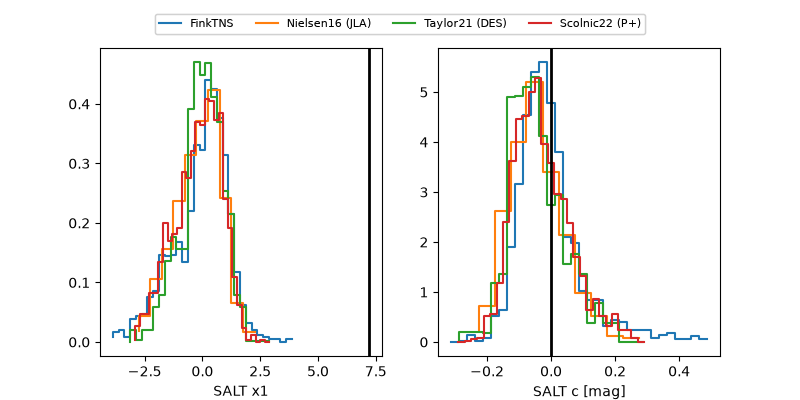 FinkTNS Nielsen16 (JLA) Taylor21 (DES) Scolnic22 (P+)
0.4
0.3
0.2
0.1
0.0
−2.5 0.0 2.5 5.0 7.5
SALT x1
5
4
3
2
1
0
−0.2 0.0 0.2 0.4
SALT c [mag]